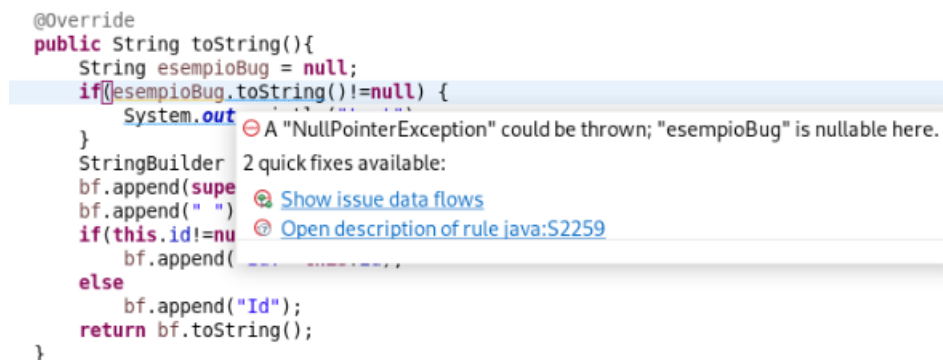 @Override
public String toString(){
String esempioBug = null;
if(esempioBug.toString()!=null) {
System.out
A "NullPointerException" could be thrown; "esempioBug" is nullable here.
}
2 quick fixes available:
StringBuilder
bf.append(supe
Show issue data flows
bf.append(" ")
Open description of rule java:S2259
if(this.id!=nu
bf.append(
else
bf.append("Id");
return bf.toString();
}